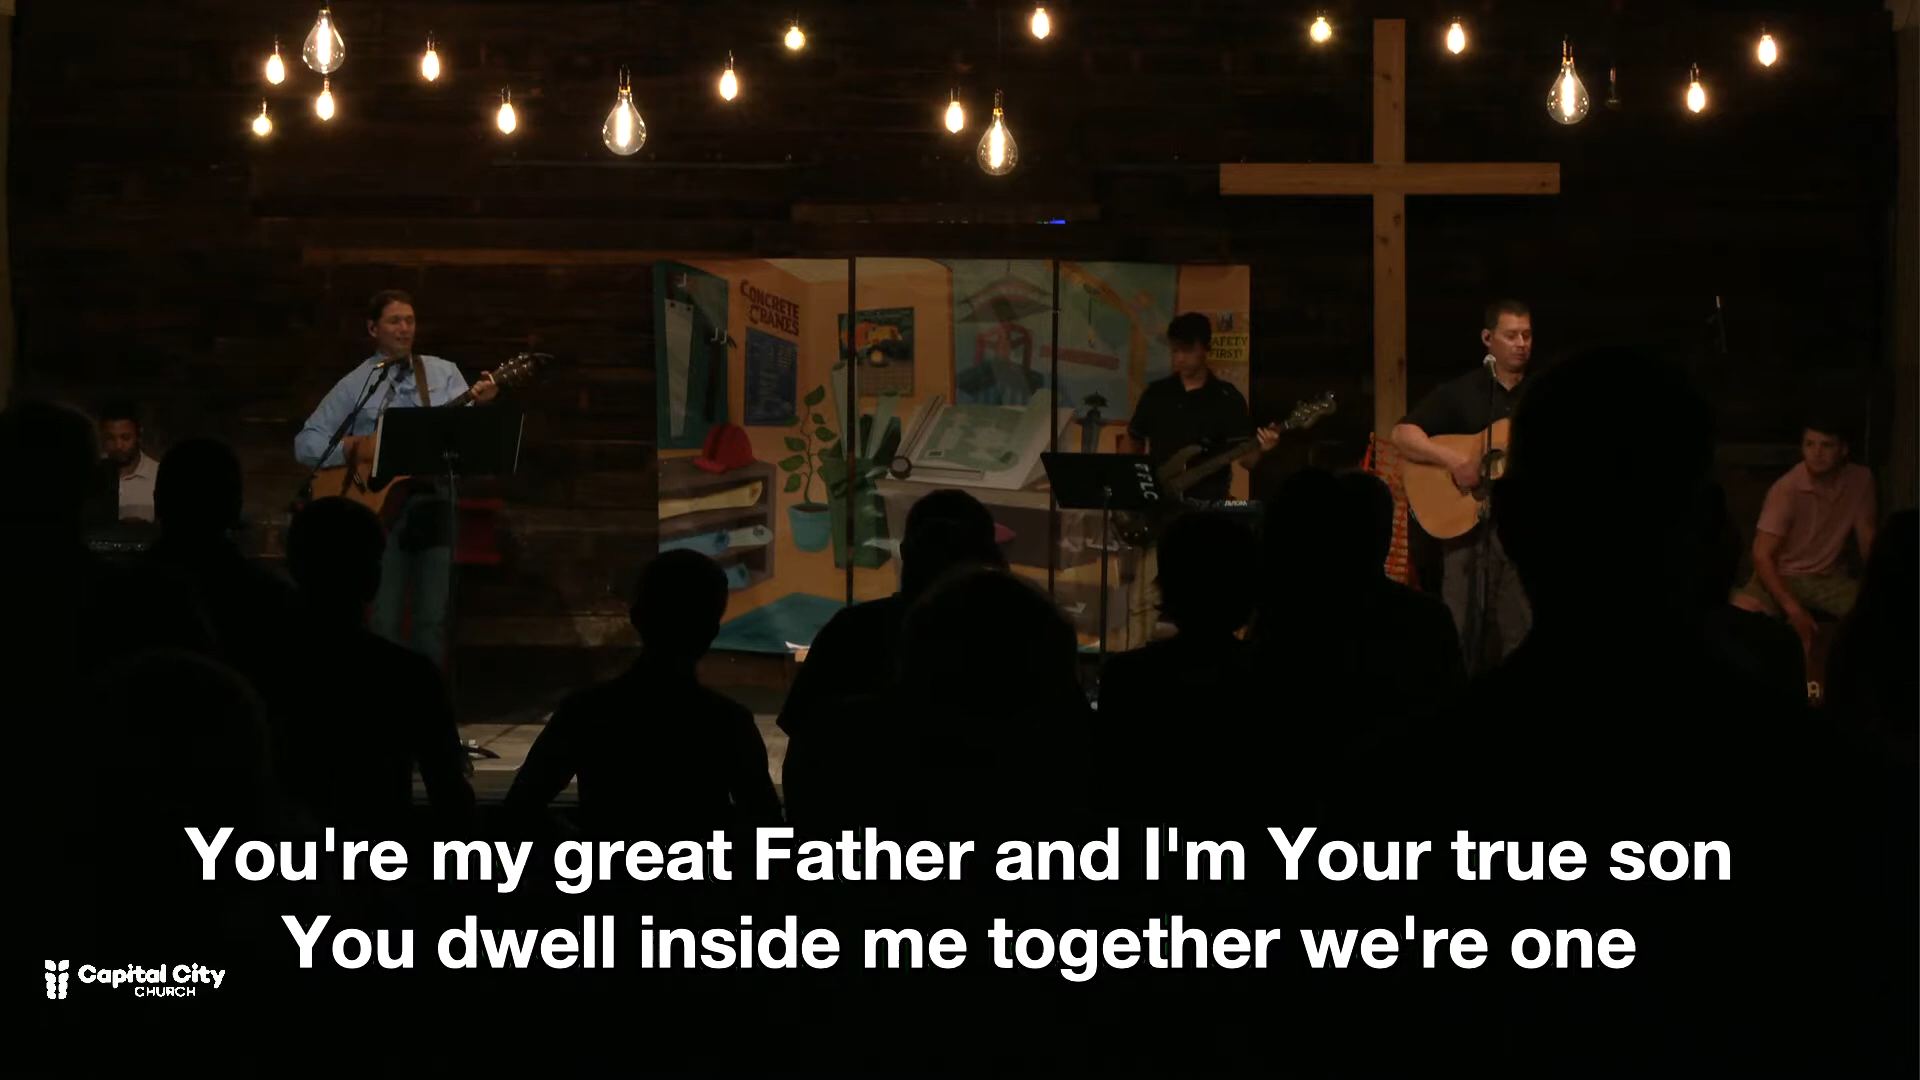 CONCRETE
CRANES
SAFETY
FIRST!
EFLC
You're my great Father and I'm Your true son
You dwell inside me together we're one
Capital City
CHURCH